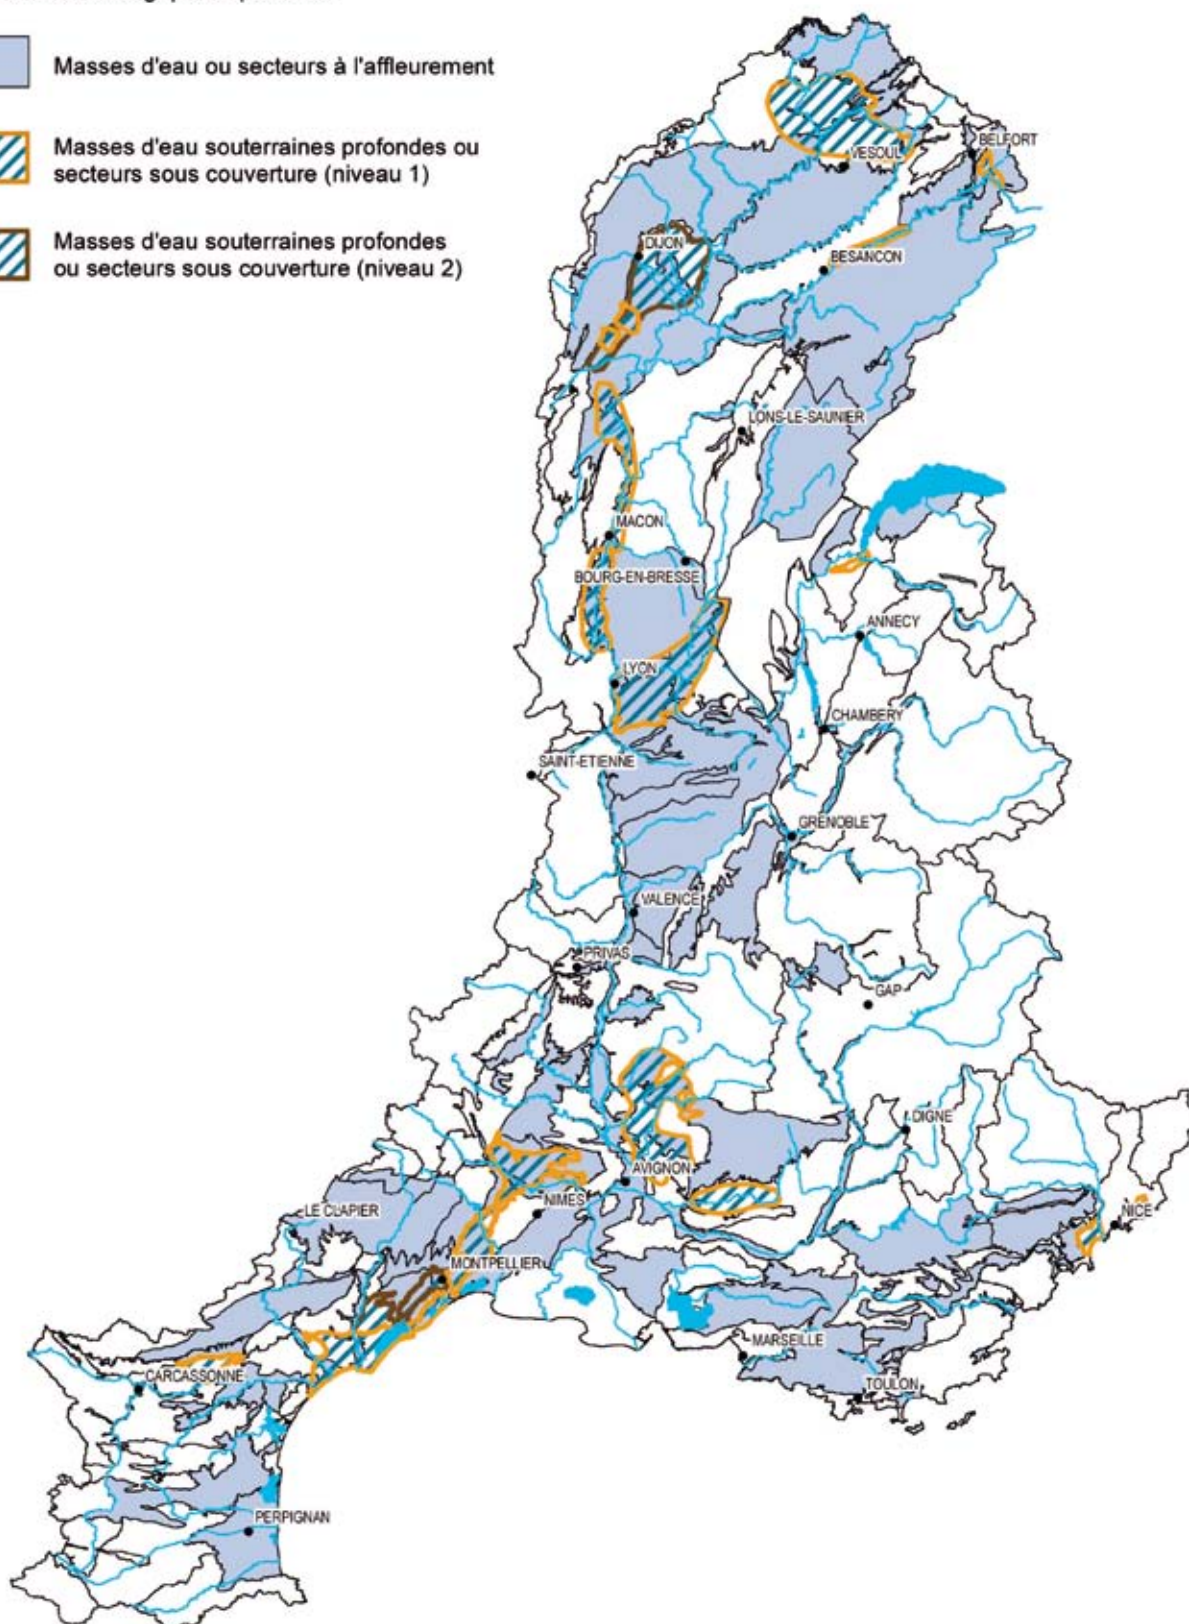 Masses d'eau ou secteurs à l'affleurement
Masses d'eau souterraines profondes ou
secteurs sous couverture (niveau 1)
Masses d'eau souterraines profondes
ou secteurs sous couverture (niveau 2)
BELFORT
VESOUL
DIJON
BESANCON
LONS-LE-SAUNIER
MACON
BOURG-EN-BRESSE
ANNECY
LYON
CHAMBERY
SAINT-ETIENNE
GRENOBLE
VALENCE
PRIVAS
GAP
DIGNE
AVIGNON
NIMES
LE CLAPIER
NICE
MONTPELLIER
MARSEILLE
CARCASSONNE
TOULON
PERPIGNAN